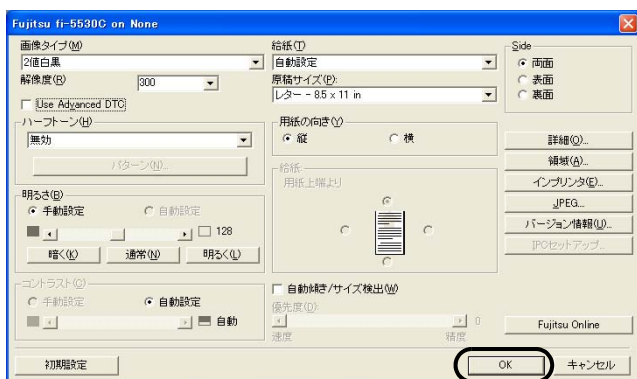 Fujitsu fi-5530C on None
画像タイプ(M)
2値白黒
解像度(R)
300
Use Advanced DTC
ハーフトーン(H)
無効
パターン(N)...
明るさ(B)
手動設定 自動設定
128
暗く(K) 通常(N) 明るく(L)
コントラスト(C)
手動設定 自動設定
自動
初期設定
給紙(T)
自動設定
原稿サイズ(P):
レター - 8.5 x 11 in
用紙の向き(Y)
縦 横
給紙
用紙上端より
自動傾き/サイズ検出(W)
優先度(D):
0
速度 精度
Side
両面
表面
裏面
詳細(O)...
領域(A)...
インプリンタ(E)...
JPEG...
バージョン情報(U)...
IPCセットアップ...
Fujitsu Online
OK キャンセル